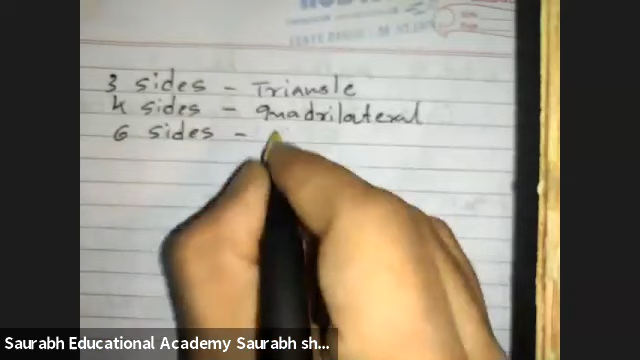 3 sides - Triangle
4 sides - quadrilateral
6 sides -
Saurabh Educational Academy Saurabh sh...